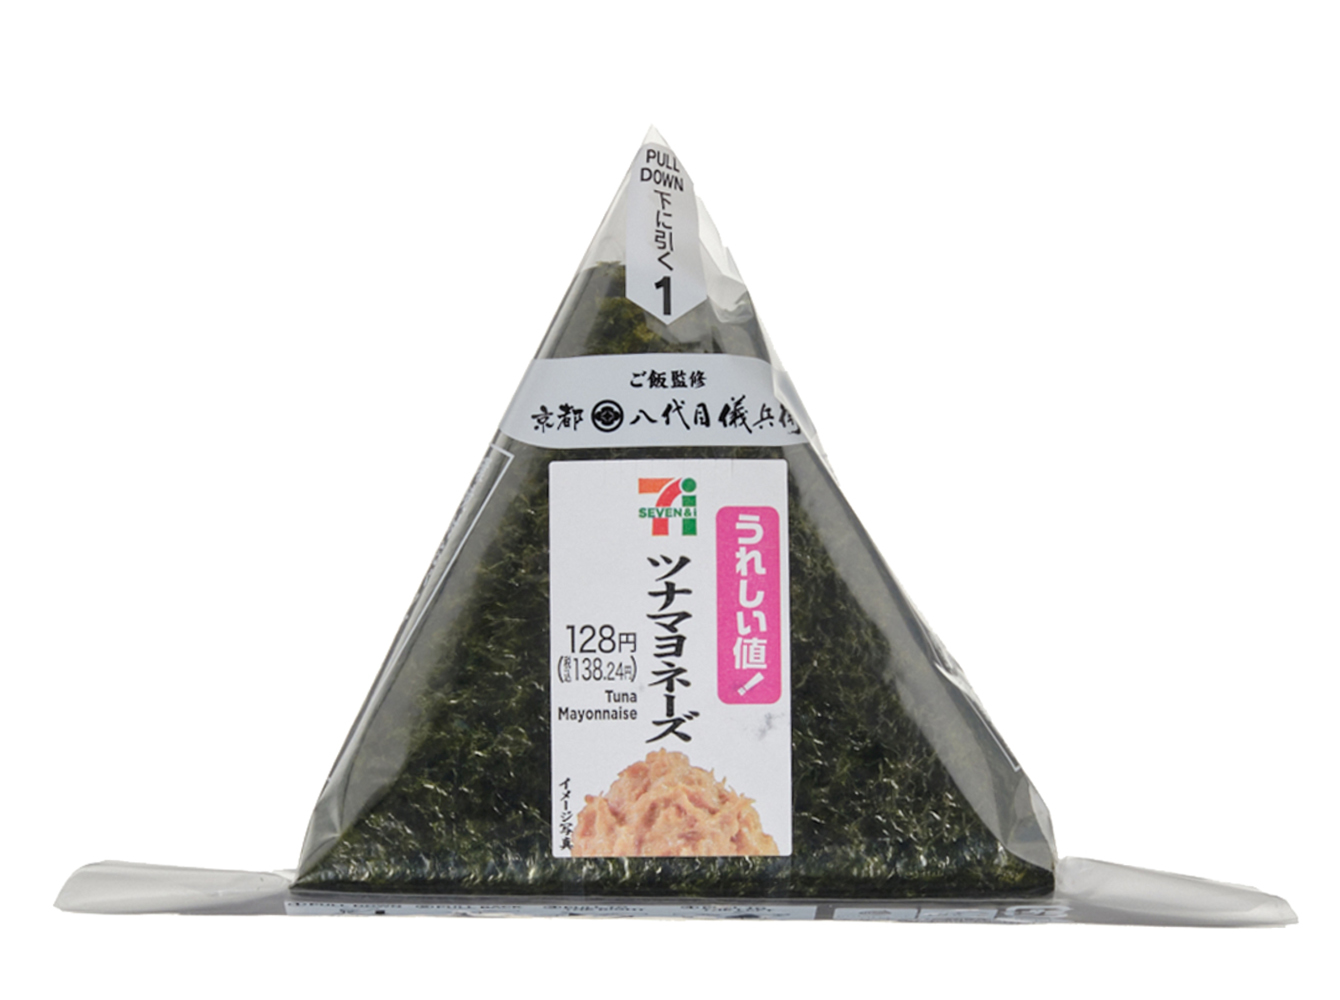 PULL
DOWN
下に引く
1
ご飯監修
京都 八代目儀兵衛
SEVEN&i
うれしい値!
ツナマヨネーズ
128円
(税込138.24円)
Tuna
Mayonnaise
イメージ写真